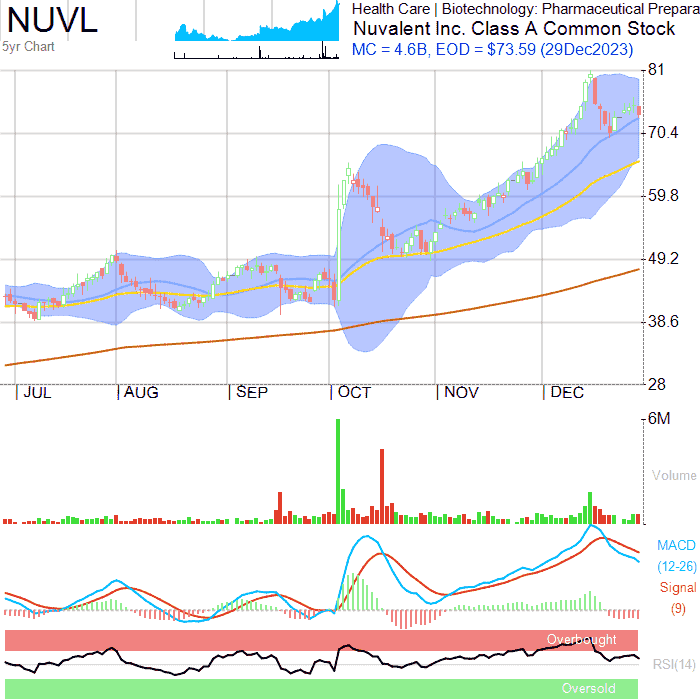 NUVL
5yr Chart
Health Care | Biotechnology: Pharmaceutical Prepara
Nuvalent Inc. Class A Common Stock
MC = 4.6B, EOD = $73.59 (29Dec2023)
81
70.4
59.8
49.2
38.6
28
JUL AUG SEP OCT NOV DEC
6M
Volume
MACD
(12-26)
Signal
(9)
Overbought
RSI(14)
Oversold